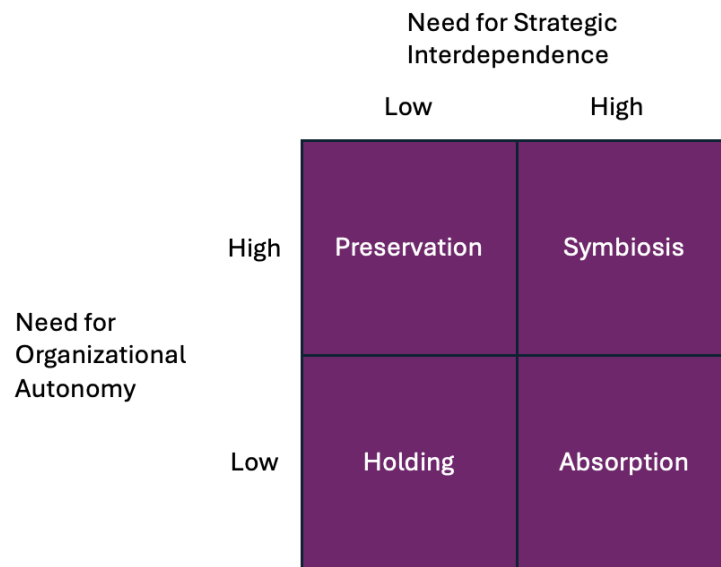 Need for Strategic
Interdependence
Low High
High Preservation Symbiosis
Need for
Organizational
Autonomy
Low Holding Absorption